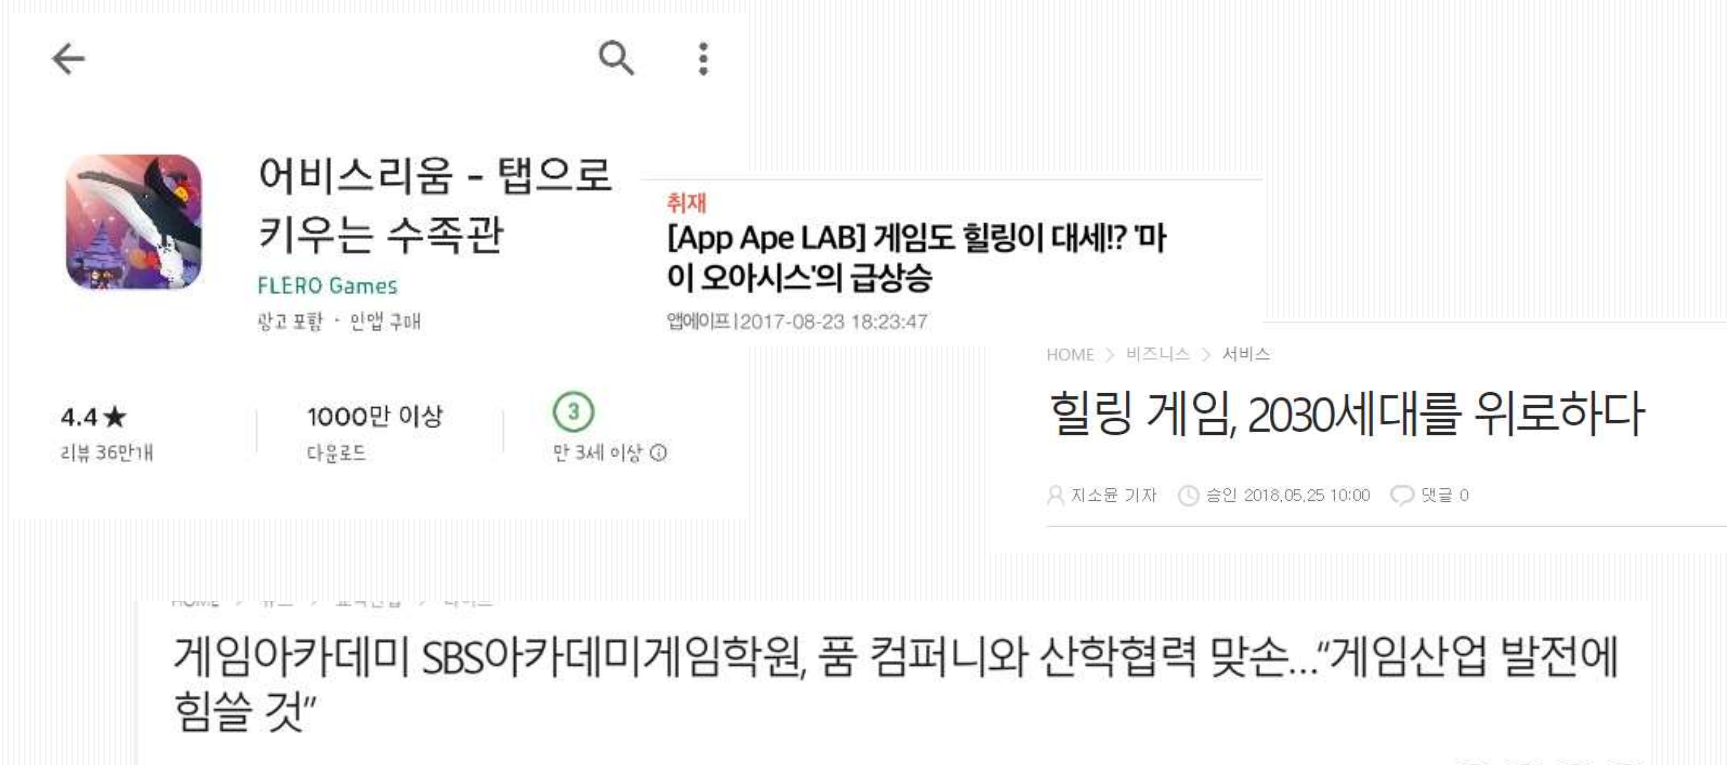 어비스리움 - 탭으로
키우는 수족관
FLERO Games
광고 포함 · 인앱 구매
4.4★
리뷰 36만개
1000만 이상
다운로드
3
만 3세 이상
취재
[App Ape LAB] 게임도 힐링이 대세!? '마
이 오아시스'의 급상승
앱에이프 | 2017-08-23 18:23:47
HOME > 비즈니스 > 서비스
힐링 게임, 2030세대를 위로하다
지소윤 기자 승인 2018.05.25 10:00 댓글 0
게임아카데미 SBS아카데미게임학원, 품 컴퍼니와 산학협력 맞손…“게임산업 발전에
힘쓸 것”